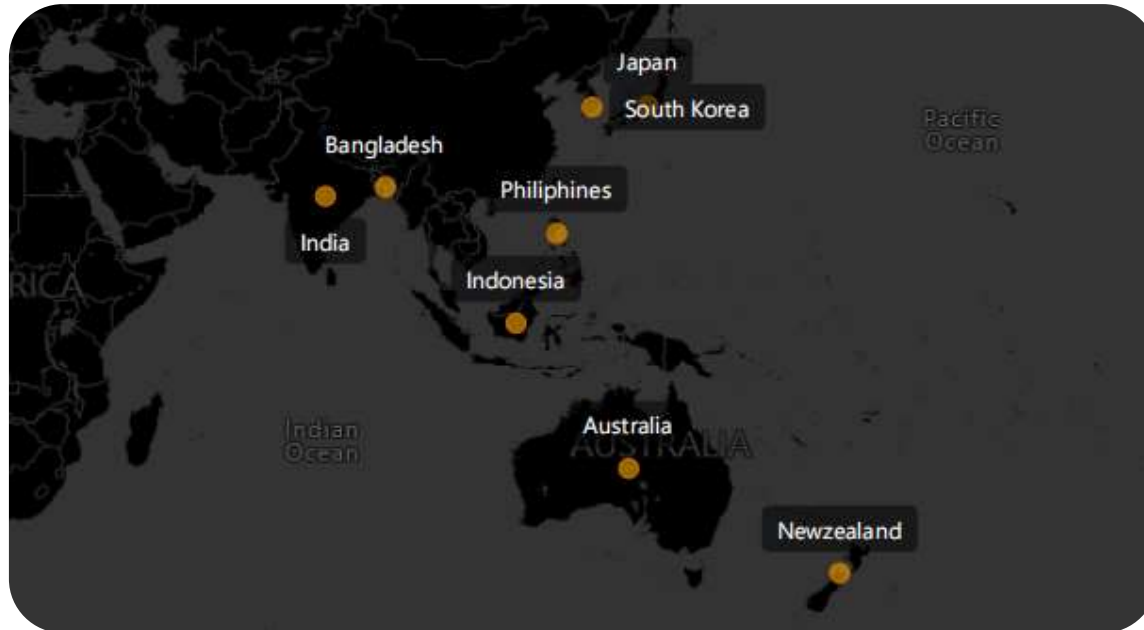 Japan
South Korea
Pacific
Ocean
Bangladesh
Philiphines
India
Indonesia
RICA
Indian
Ocean
Australia
AUSTRALIA
Newzealand